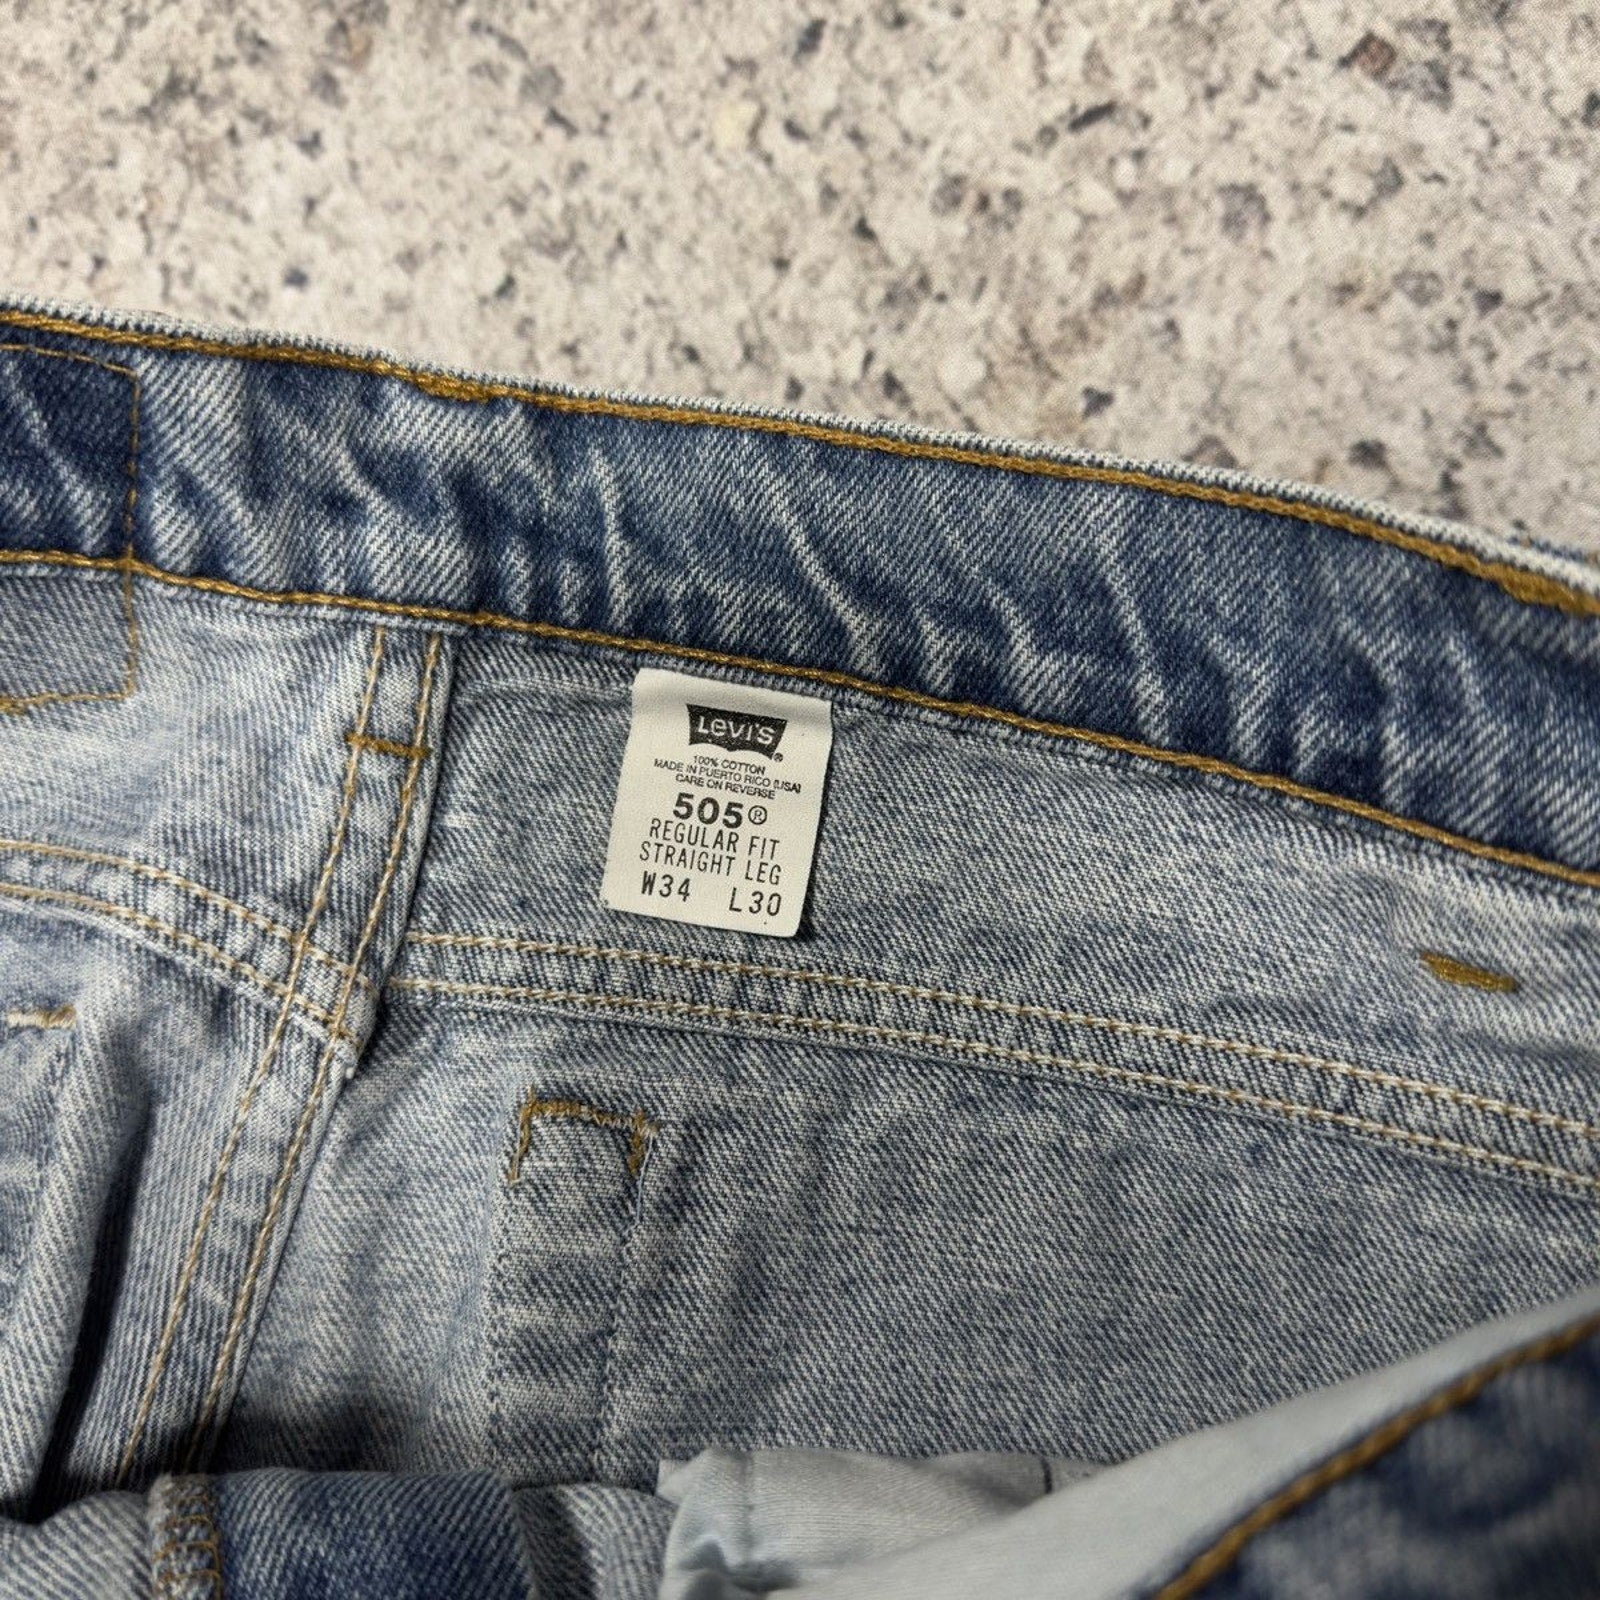 LEVI'S®
100% COTTON
MADE IN PUERTO RICO (USA)
CARE ON REVERSE
505®
REGULAR FIT
STRAIGHT LEG
W34 L30